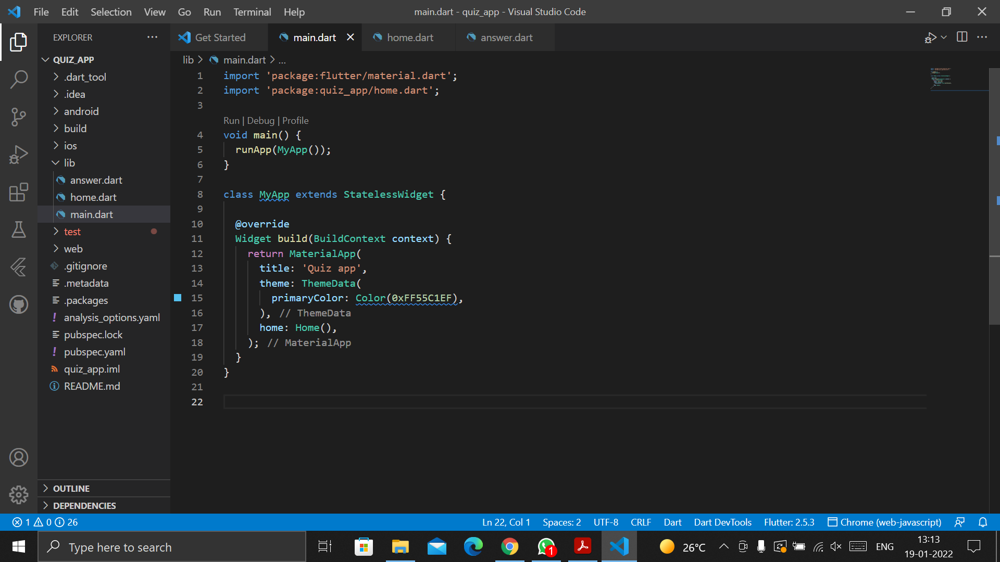 File Edit Selection View Go Run Terminal Help
main.dart - quiz_app - Visual Studio Code
EXPLORER
QUIZ_APP
.dart_tool
.idea
android
build
ios
lib
answer.dart
home.dart
main.dart
test
web
.gitignore
.metadata
.packages
analysis_options.yaml
pubspec.lock
pubspec.yaml
quiz_app.iml
README.md
OUTLINE
DEPENDENCIES
Get Started main.dart home.dart answer.dart
lib > main.dart > ...
1 import 'package:flutter/material.dart';
2 import 'package:quiz_app/home.dart';
3
Run | Debug | Profile
4 void main() {
5 runApp(MyApp());
6 }
7
8 class MyApp extends StatelessWidget {
9
10 @override
11 Widget build(BuildContext context) {
12 return MaterialApp(
13 title: 'Quiz app',
14 theme: ThemeData(
15 primaryColor: Color(0xFF55C1EF),
16 ), // ThemeData
17 home: Home(),
18 ); // MaterialApp
19 }
20 }
21
22
1 0 26
Ln 22, Col 1 Spaces: 2 UTF-8 CRLF Dart Dart DevTools Flutter: 2.5.3 Chrome (web-javascript)
Type here to search
1
26°C
ENG
13:13
19-01-2022